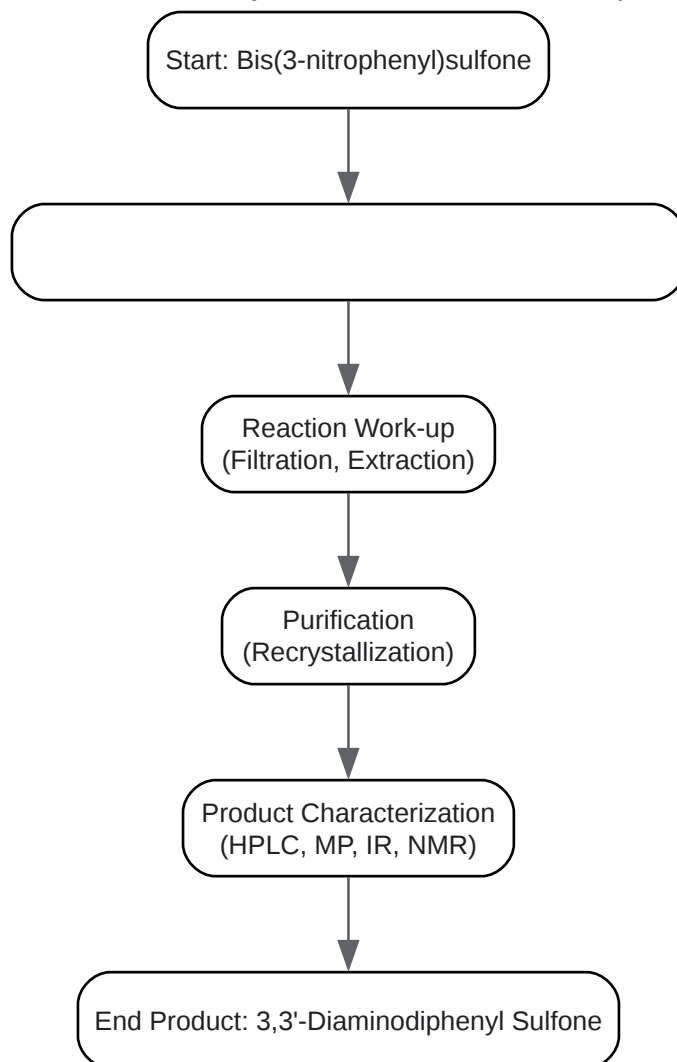 Start: Bis(3-nitrophenyl)sulfone
Reaction Work-up
(Filtration, Extraction)
Purification
(Recrystallization)
Product Characterization
(HPLC, MP, IR, NMR)
End Product: 3,3'-Diaminodiphenyl Sulfone